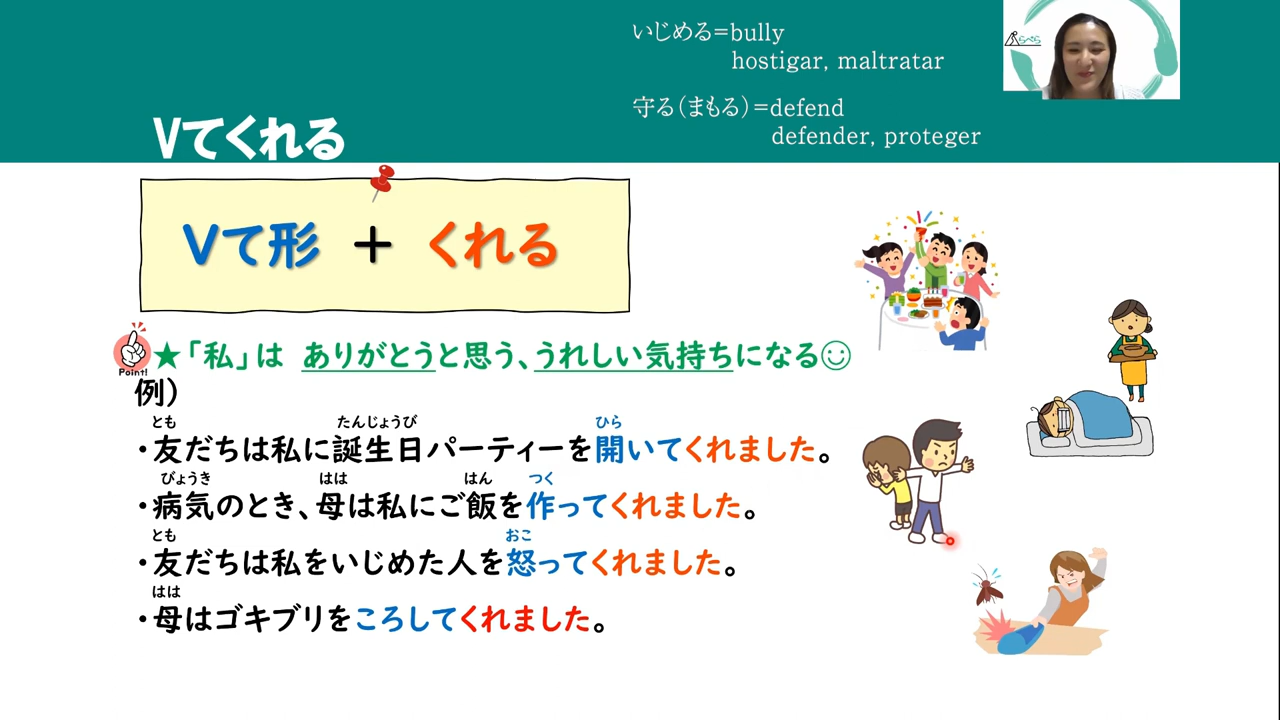 いじめる=bully
hostigar, maltratar
守る(まもる)=defend
defender, proteger
らぺら
Vてくれる
Vて形 + くれる
Point!
★「私」は ありがとうと思う、うれしい気持ちになる☺
例)
とも たんじょうび ひら
・友だちは私に誕生日パーティーを開いてくれました。
びょうき はは はん つく
・病気のとき、母は私にご飯を作ってくれました。
とも おこ
・友だちは私をいじめた人を怒ってくれました。
はは
・母はゴキブリをころしてくれました。